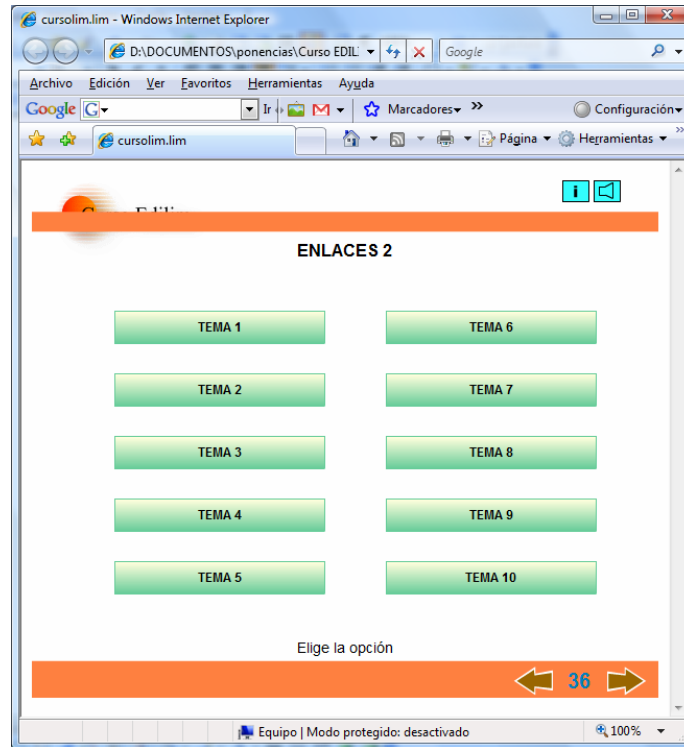 cursolim.lim - Windows Internet Explorer
D:\DOCUMENTOS\ponencias\Curso EDIL
Google
Archivo Edición Ver Favoritos Herramientas Ayuda
Google G Ir Marcadores Configuración
cursolim.lim Página Herramientas
i
ENLACES 2
TEMA 1 TEMA 6
TEMA 2 TEMA 7
TEMA 3 TEMA 8
TEMA 4 TEMA 9
TEMA 5 TEMA 10
Elige la opción
36
Equipo | Modo protegido: desactivado 100%